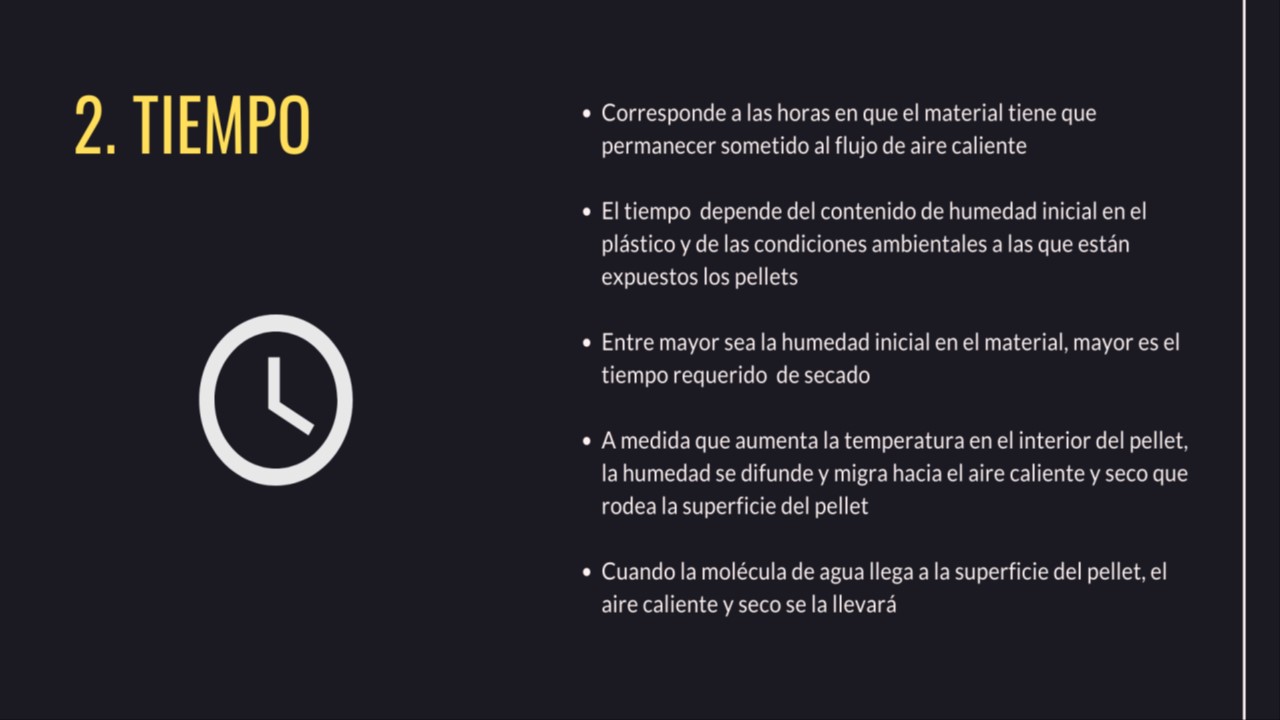 2. TIEMPO
• Corresponde a las horas en que el material tiene que
permanecer sometido al flujo de aire caliente
• El tiempo  depende del contenido de humedad inicial en el
plástico y de las condiciones ambientales a las que están
expuestos los pellets
• Entre mayor sea la humedad inicial en el material, mayor es el
tiempo requerido  de secado
• A medida que aumenta la temperatura en el interior del pellet,
la humedad se difunde y migra hacia el aire caliente y seco que
rodea la superficie del pellet
• Cuando la molécula de agua llega a la superficie del pellet, el
aire caliente y seco se la llevará